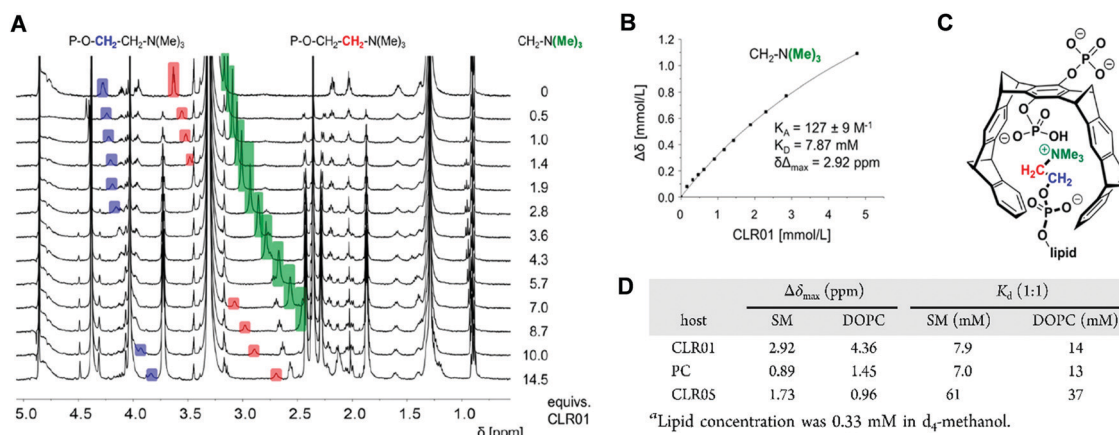 A
P-O-CH₂-CH₂-N(Me)₃
P-O-CH₂-CH₂-N(Me)₃
CH₂-N(Me)₃
0
0.5
1.0
1.4
1.9
2.8
3.6
4.3
5.7
7.0
8.7
10.0
14.5
5.0 4.5 4.0 3.5 3.0 2.5 2.0 1.5 1.0
equivs.
CLR01
δ [ppm]
B
CH₂-N(Me)₃
Δδ [mmol/L]
1.2
1.0
0.8
0.6
0.4
0.2
0.0
K_A = 127 ± 9 M⁻¹
K_D = 7.87 mM
δΔ_max = 2.92 ppm
0 1 2 3 4 5
CLR01 [mmol/L]
C
O P O ⊖
O O ⊖
O P OH
⊖ O
⊕ NMe₃
H₂C CH₂
O
O P O ⊖
O
lipid
D
Δδ_max (ppm) K_d (1:1)
host SM DOPC SM (mM) DOPC (mM)
CLR01 2.92 4.36 7.9 14
PC 0.89 1.45 7.0 13
CLR05 1.73 0.96 61 37
ᵃLipid concentration was 0.33 mM in d₄-methanol.